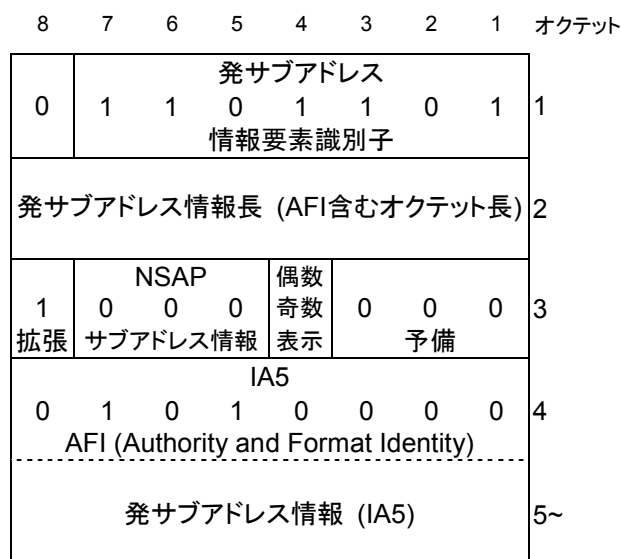 8 7 6 5 4 3 2 1 オクテット
発サブアドレス
0 1 1 0 1 1 0 1 1
情報要素識別子
発サブアドレス情報長 (AFI含むオクテット長) 2
NSAP 偶数
1 0 0 0 奇数 0 0 0 3
拡張 サブアドレス情報 表示 予備
IA5
0 1 0 1 0 0 0 0 4
AFI (Authority and Format Identity)
発サブアドレス情報 (IA5) 5~